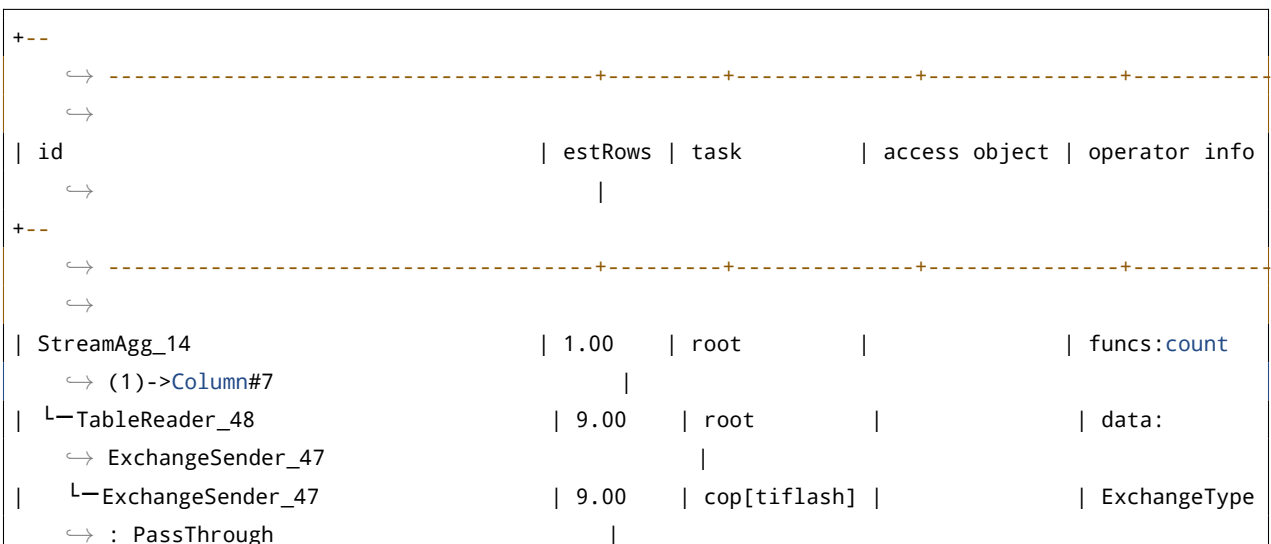 +--
↪ --------------------------------------+---------+--------------+---------------+-----------
↪
| id                                     | estRows | task         | access object | operator info
↪                                        |
+--
↪ --------------------------------------+---------+--------------+---------------+-----------
↪
| StreamAgg_14                           | 1.00    | root         |               | funcs:count
↪ (1)->Column#7                          |
| └─TableReader_48                       | 9.00    | root         |               | data:
↪ ExchangeSender_47                      |
|   └─ExchangeSender_47                  | 9.00    | cop[tiflash] |               | ExchangeType
↪ : PassThrough                          |